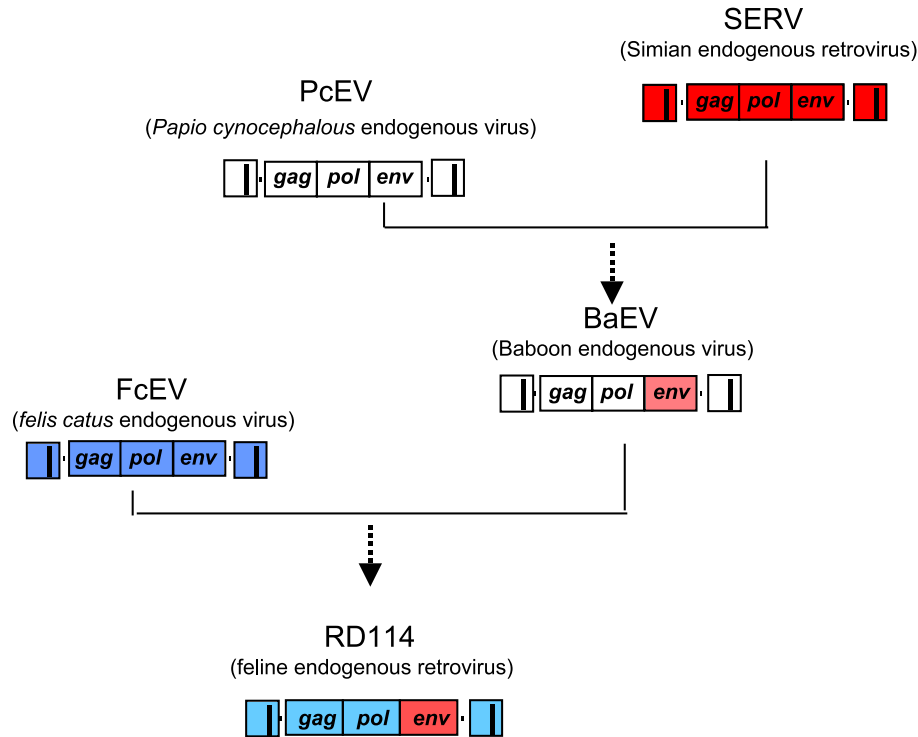 SERV
(Simian endogenous retrovirus)
gag pol env
PcEV
(Papio cynocephalous endogenous virus)
gag pol env
BaEV
(Baboon endogenous virus)
gag pol env
FcEV
(felis catus endogenous virus)
gag pol env
RD114
(feline endogenous retrovirus)
gag pol env